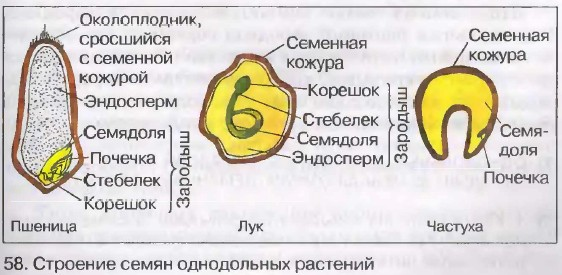 Околоплодник,
сросшийся
с семенной
кожурой
Эндосперм
Семядоля
Почечка
Стебелек
Корешок
Зародыш
Пшеница
Семенная
кожура
Корешок
Стебелек
Семядоля
Эндосперм
Зародыш
Лук
Семенная
кожура
Семя-
доля
Почечка
Частуха
58. Строение семян однодольных растений